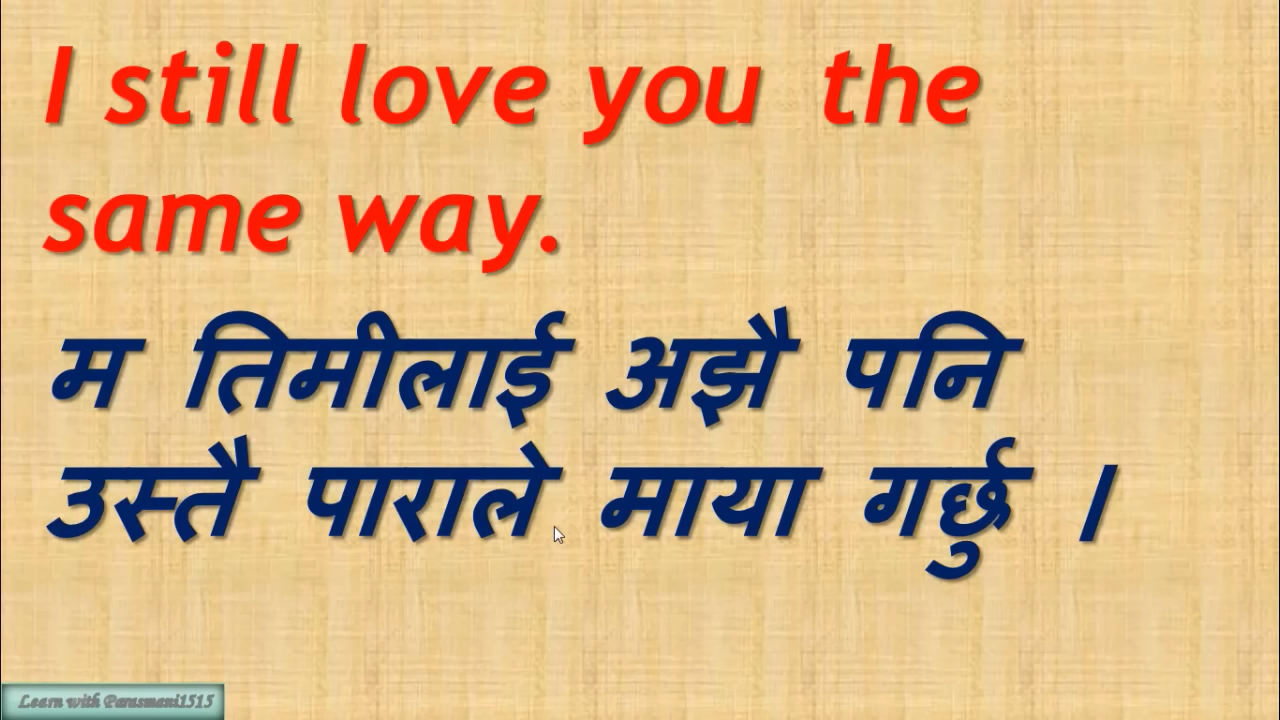 I still love you the
same way.
म तिमीलाई अझै पनि
उस्तै पाराले माया गर्छु ।
Learn with Parasmani1515